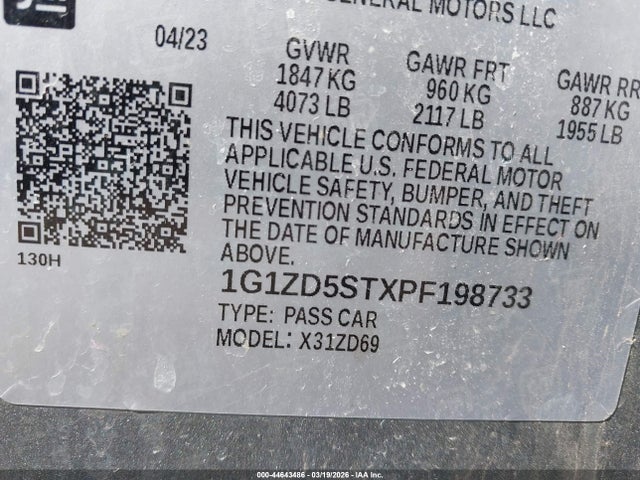 GENERAL MOTORS LLC
04/23
GVWR GAWR FRT GAWR RR
1847 KG 960 KG 887 KG
4073 LB 2117 LB 1955 LB
THIS VEHICLE CONFORMS TO ALL
APPLICABLE U.S. FEDERAL MOTOR
VEHICLE SAFETY, BUMPER, AND THEFT
PREVENTION STANDARDS IN EFFECT ON
THE DATE OF MANUFACTURE SHOWN
ABOVE.
130H
1G1ZD5STXPF198733
TYPE: PASS CAR
MODEL: X31ZD69
000-44643486 | 03/19/2026 | IAA Inc.